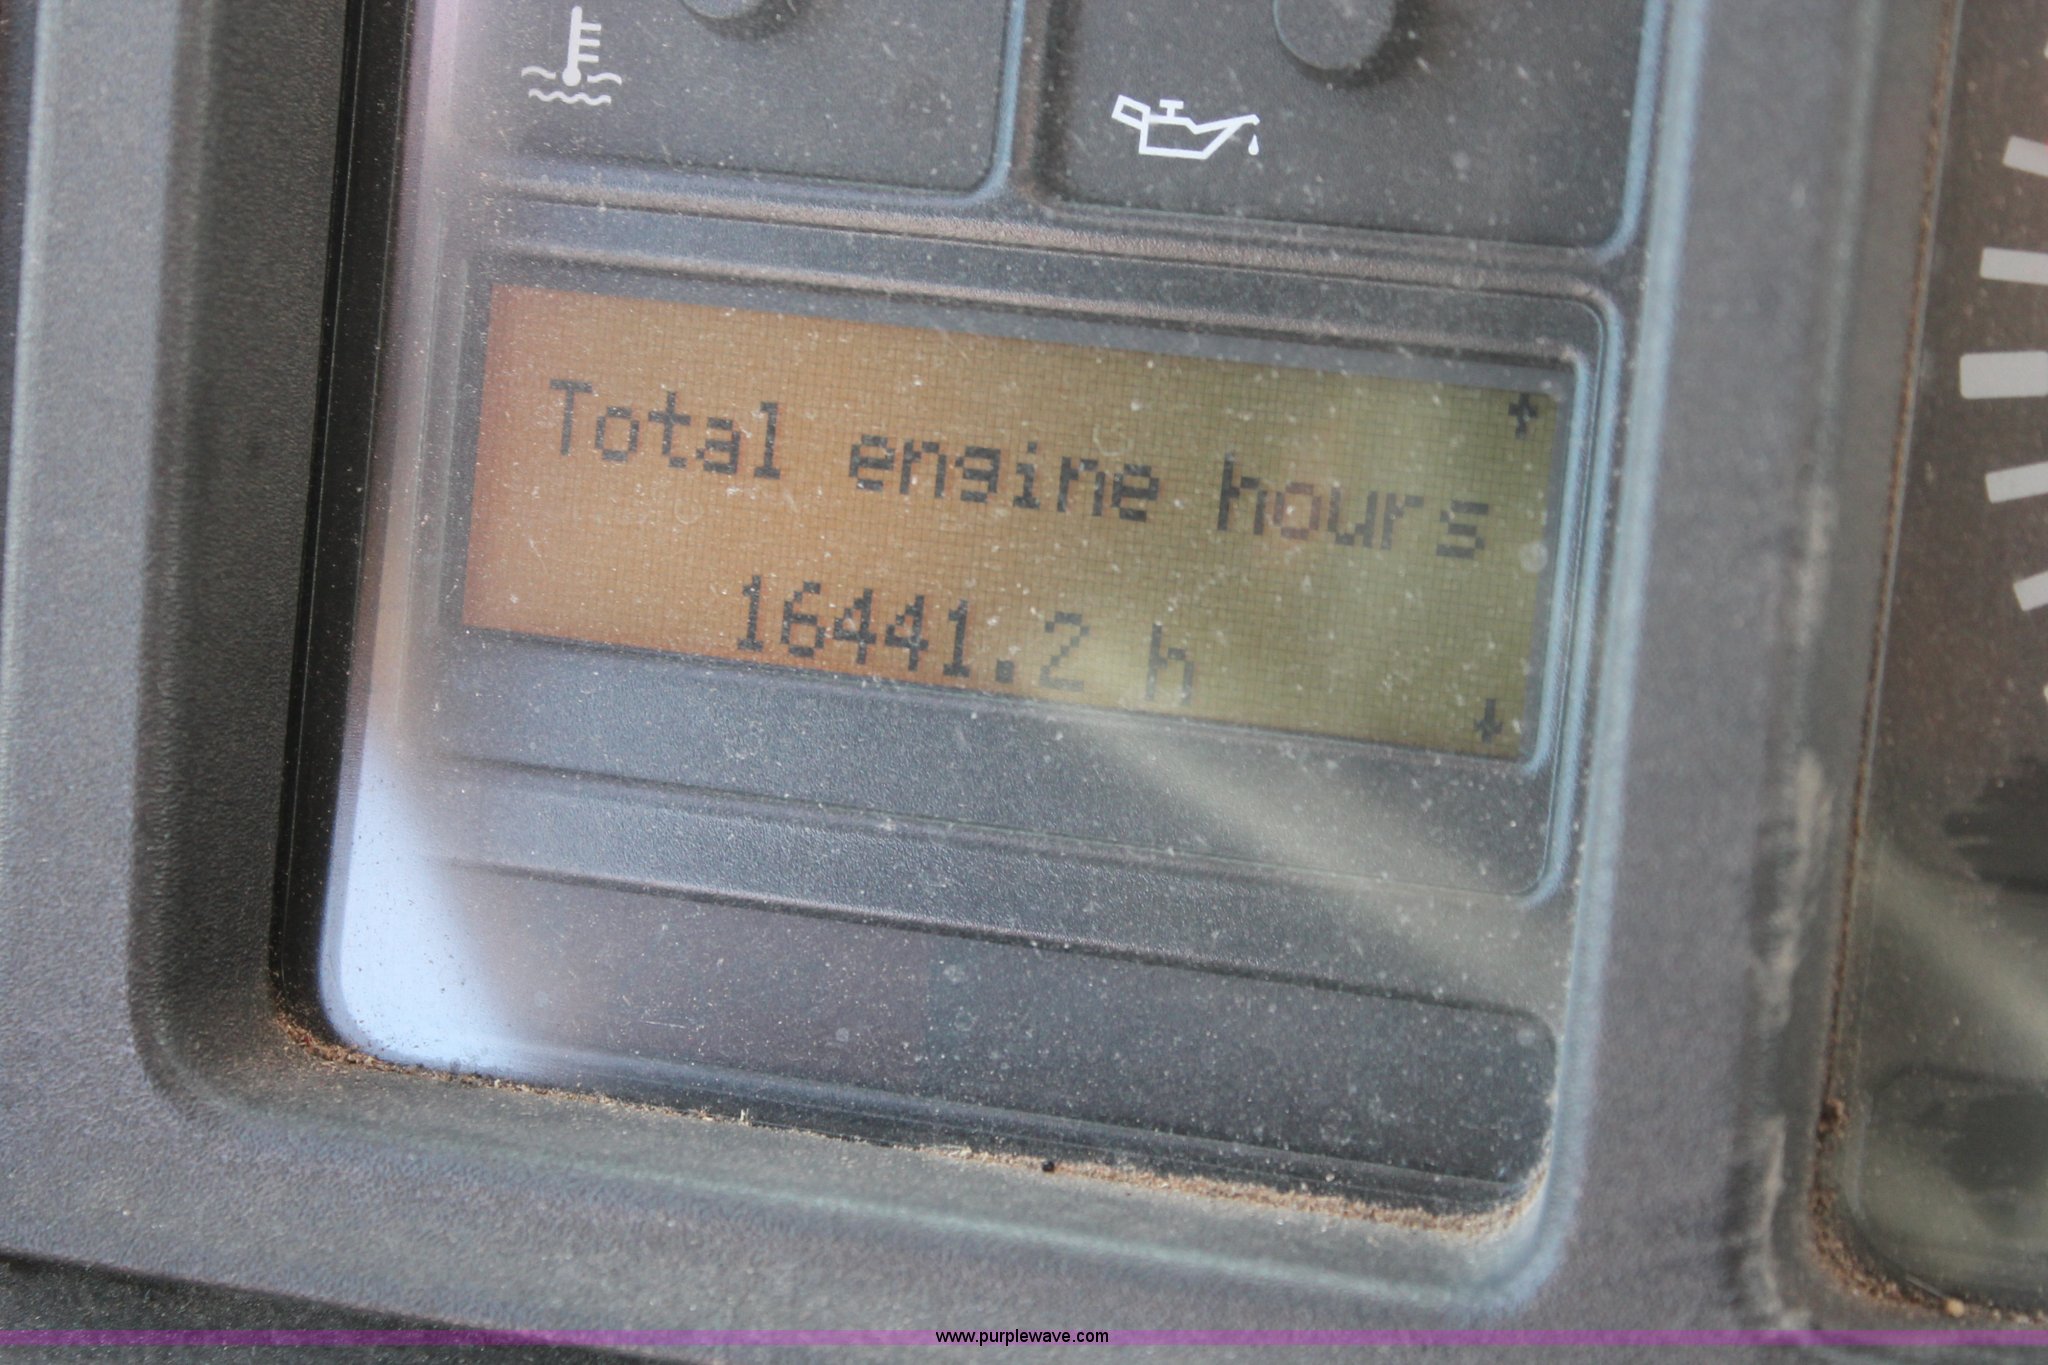 Total engine hours
16441.2 h
www.purplewave.com